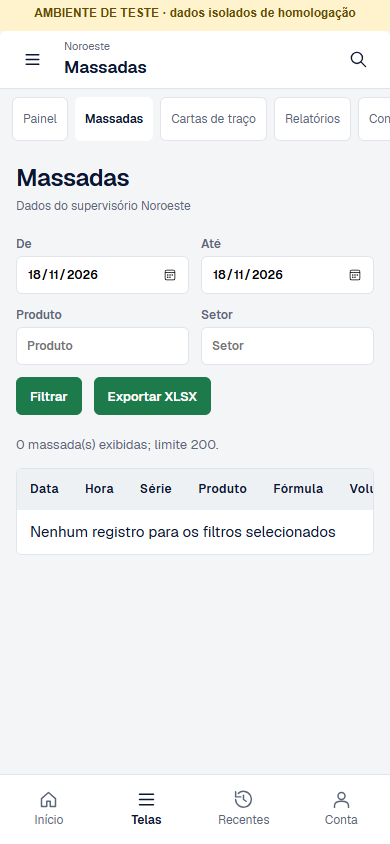 AMBIENTE DE TESTE · dados isolados de homologação
Noroeste
Massadas
Painel
Massadas
Cartas de traço
Relatórios
Con
Massadas
Dados do supervisório Noroeste
De
Até
18/11/2026
18/11/2026
Produto
Setor
Produto
Setor
Filtrar
Exportar XLSX
0 massada(s) exibidas; limite 200.
Data Hora Série Produto Fórmula Volu
Nenhum registro para os filtros selecionados
Início
Telas
Recentes
Conta